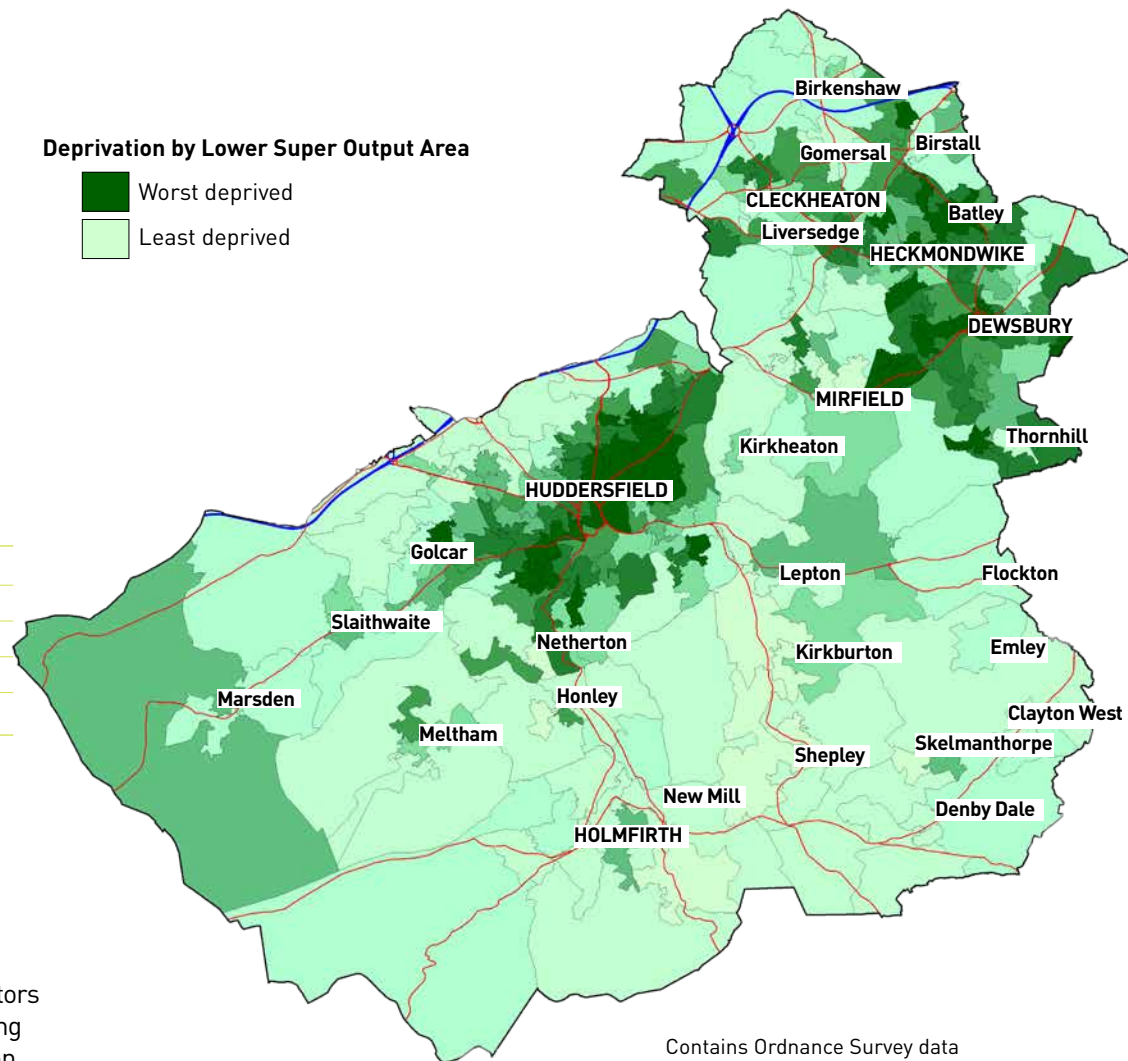 Birkenshaw
Deprivation by Lower Super Output Area
Birstall
Gomersal
Worst deprived
CLECKHEATON
Batley
Liversedge
Least deprived
HECKMONDWIKE
DEWSBURY
MIRFIELD
Thornhill
Kirkheaton
HUDDERSFIELD
Golcar
Lepton
Flockton
Slaithwaite
Netherton
Emley
Kirkburton
Honley
Marsden
Clayton West
Meltham
Skelmanthorpe
Shepley
New Mill
Denby Dale
HOLMFIRTH
tors
ng
Contains Ordnance Survey data